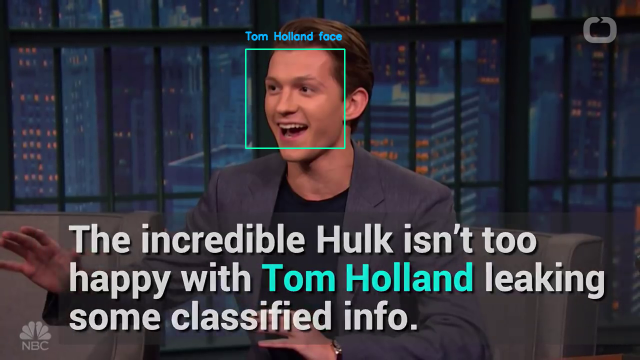 Tom Holland face
The incredible Hulk isn't too
happy with Tom Holland leaking
some classified info.
NBC